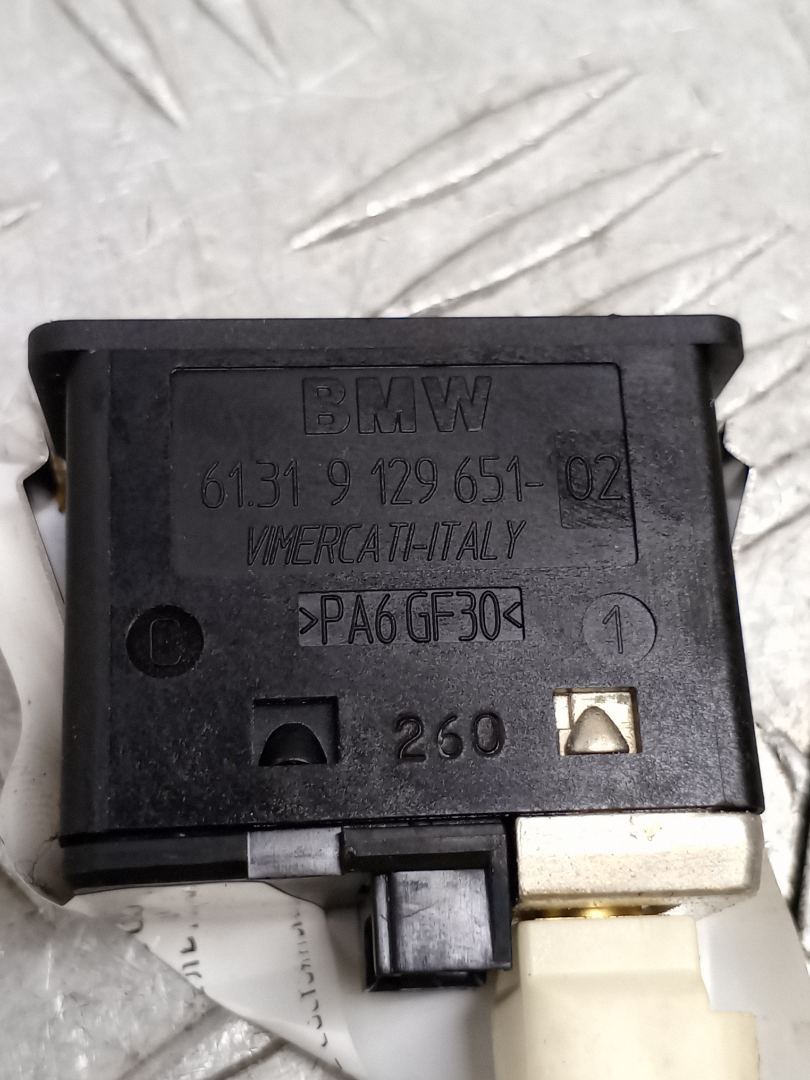 BMW
61.31 9 129 651- 02
VIMERCATI-ITALY
>PA6 GF30<
C 1
260